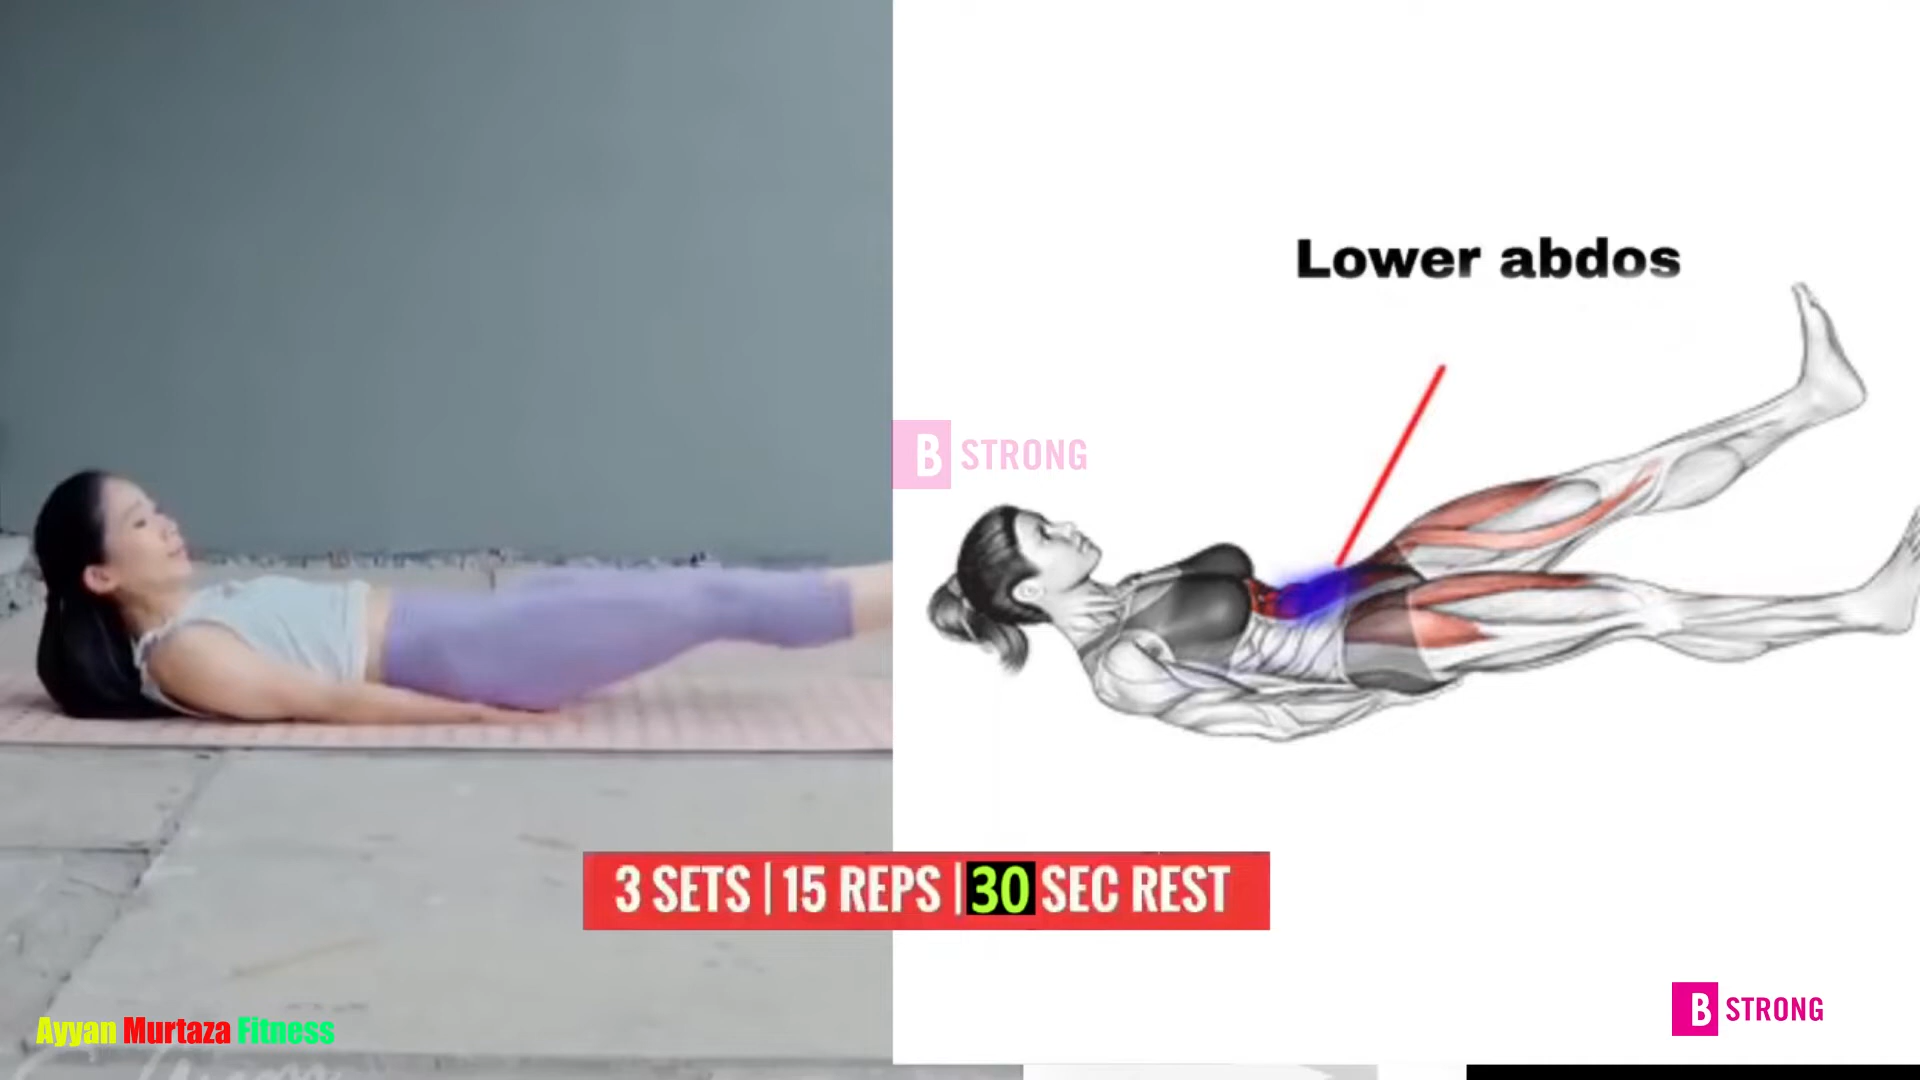 Lower abdos
B STRONG
3 SETS | 15 REPS | 30 SEC REST
B STRONG
Ayyan Murtaza Fitness